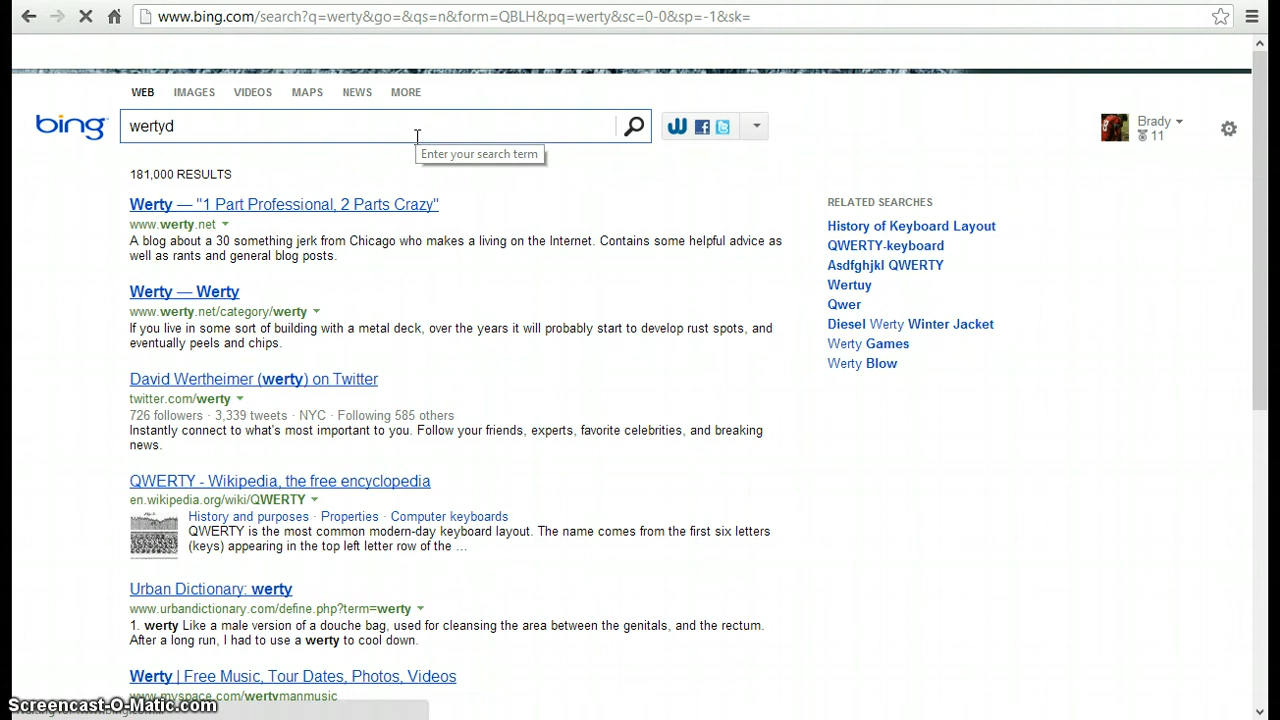 www.bing.com/search?q=werty&go=&qs=n&form=QBLH&pq=werty&sc=0-0&sp=-1&sk=
WEB IMAGES VIDEOS MAPS NEWS MORE
bing wertyd Brady
11
Enter your search term
181,000 RESULTS
Werty — "1 Part Professional, 2 Parts Crazy"
www.werty.net
A blog about a 30 something jerk from Chicago who makes a living on the Internet. Contains some helpful advice as
well as rants and general blog posts.
Werty — Werty
www.werty.net/category/werty
If you live in some sort of building with a metal deck, over the years it will probably start to develop rust spots, and
eventually peels and chips.
David Wertheimer (werty) on Twitter
twitter.com/werty
726 followers · 3,339 tweets · NYC · Following 585 others
Instantly connect to what's most important to you. Follow your friends, experts, favorite celebrities, and breaking
news.
QWERTY - Wikipedia, the free encyclopedia
en.wikipedia.org/wiki/QWERTY
History and purposes · Properties · Computer keyboards
QWERTY is the most common modern-day keyboard layout. The name comes from the first six letters
(keys) appearing in the top left letter row of the ...
Urban Dictionary: werty
www.urbandictionary.com/define.php?term=werty
1. werty Like a male version of a douche bag, used for cleansing the area between the genitals, and the rectum.
After a long run, I had to use a werty to cool down.
Werty | Free Music, Tour Dates, Photos, Videos
www.myspace.com/wertymanmusic
RELATED SEARCHES
History of Keyboard Layout
QWERTY-keyboard
Asdfghjkl QWERTY
Wertuy
Qwer
Diesel Werty Winter Jacket
Werty Games
Werty Blow
Screencast-O-Matic.com